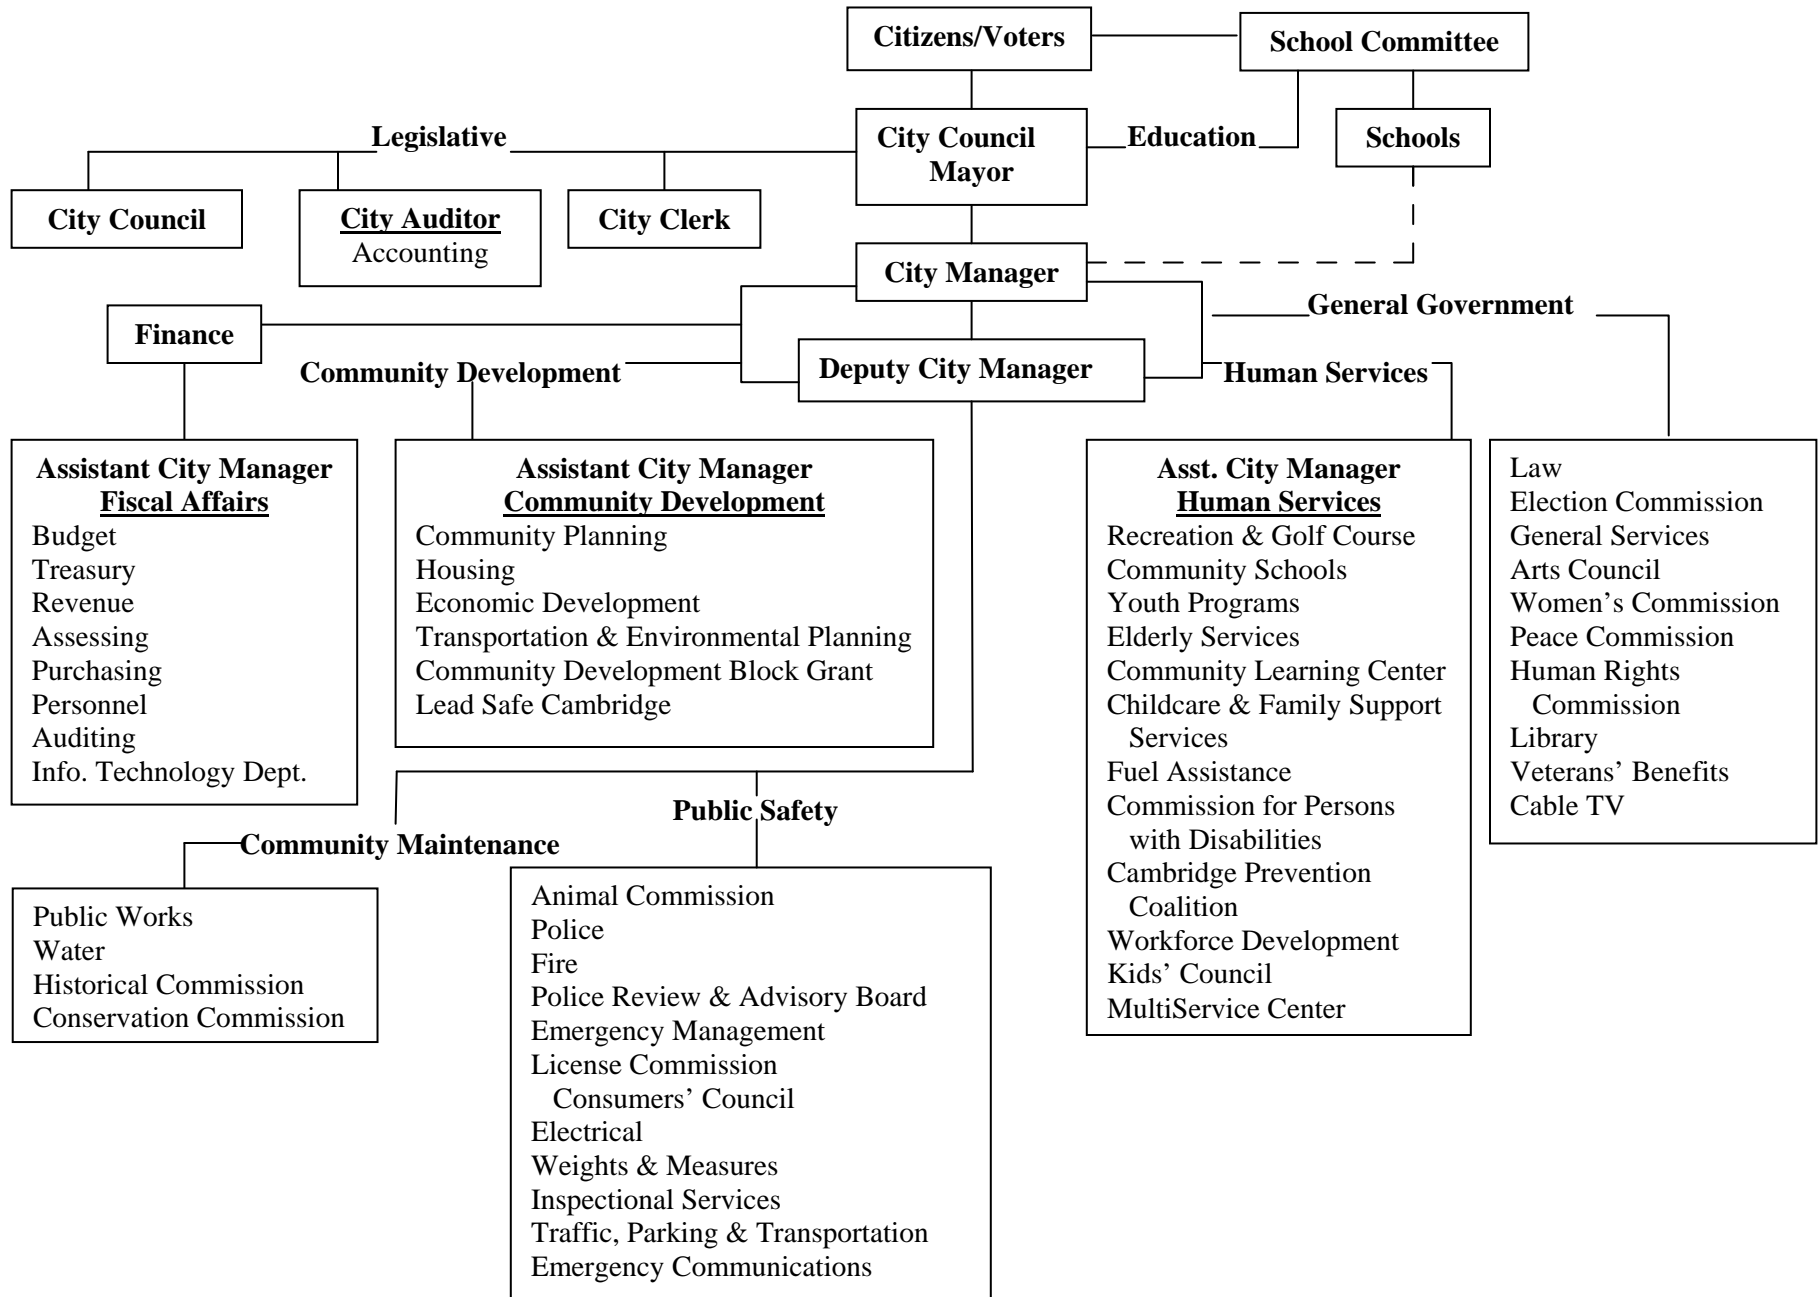 Citizens/Voters
School Committee
Legislative
City Council
Mayor
Education
Schools
City Council
City Auditor
Accounting
City Clerk
City Manager
General Government
Finance
Community Development
Deputy City Manager
Human Services
Assistant City Manager
Fiscal Affairs
Budget
Treasury
Revenue
Assessing
Purchasing
Personnel
Auditing
Info. Technology Dept.
Assistant City Manager
Community Development
Community Planning
Housing
Economic Development
Transportation & Environmental Planning
Community Development Block Grant
Lead Safe Cambridge
Asst. City Manager
Human Services
Recreation & Golf Course
Community Schools
Youth Programs
Elderly Services
Community Learning Center
Childcare & Family Support
Services
Fuel Assistance
Commission for Persons
with Disabilities
Cambridge Prevention
Coalition
Workforce Development
Kids’ Council
MultiService Center
Law
Election Commission
General Services
Arts Council
Women’s Commission
Peace Commission
Human Rights
Commission
Library
Veterans’ Benefits
Cable TV
Public Safety
Community Maintenance
Public Works
Water
Historical Commission
Conservation Commission
Animal Commission
Police
Fire
Police Review & Advisory Board
Emergency Management
License Commission
Consumers’ Council
Electrical
Weights & Measures
Inspectional Services
Traffic, Parking & Transportation
Emergency Communications